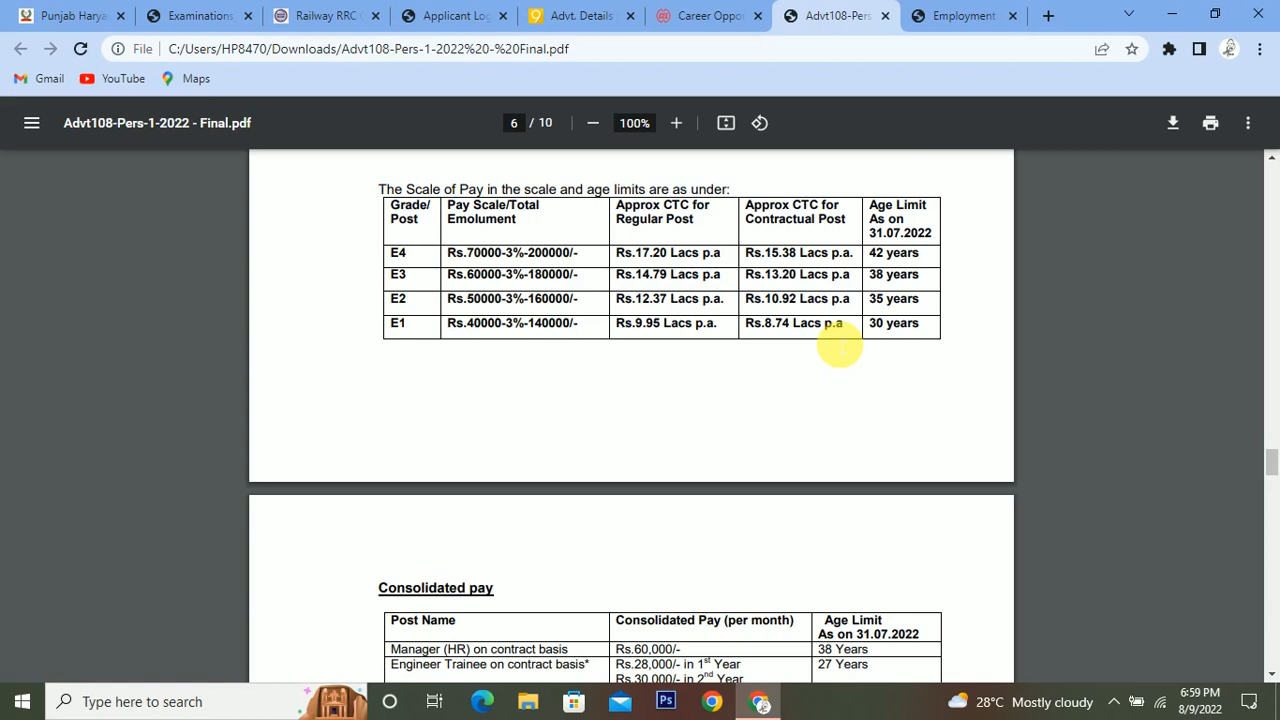 Punjab Harya
Examinations
Railway RRC
Applicant Log
Advt. Details
Career Oppor
Advt108-Pers-
Employment
File
C:/Users/HP8470/Downloads/Advt108-Pers-1-2022%20-%20Final.pdf
Gmail
YouTube
Maps
Advt108-Pers-1-2022 - Final.pdf
6 / 10
100%
The Scale of Pay in the scale and age limits are as under:
Grade/ Pay Scale/Total Approx CTC for Approx CTC for Age Limit
Post Emolument Regular Post Contractual Post As on
31.07.2022
E4 Rs.70000-3%-200000/- Rs.17.20 Lacs p.a Rs.15.38 Lacs p.a. 42 years
E3 Rs.60000-3%-180000/- Rs.14.79 Lacs p.a Rs.13.20 Lacs p.a. 38 years
E2 Rs.50000-3%-160000/- Rs.12.37 Lacs p.a. Rs.10.92 Lacs p.a 35 years
E1 Rs.40000-3%-140000/- Rs.9.95 Lacs p.a. Rs.8.74 Lacs p.a 30 years
Consolidated pay
Post Name Consolidated Pay (per month) Age Limit
As on 31.07.2022
Manager (HR) on contract basis Rs.60,000/- 38 Years
Engineer Trainee on contract basis* Rs.28,000/- in 1st Year 27 Years
Rs 30,000/- in 2nd Year
Type here to search
Ps
28°C Mostly cloudy
6:59 PM
8/9/2022